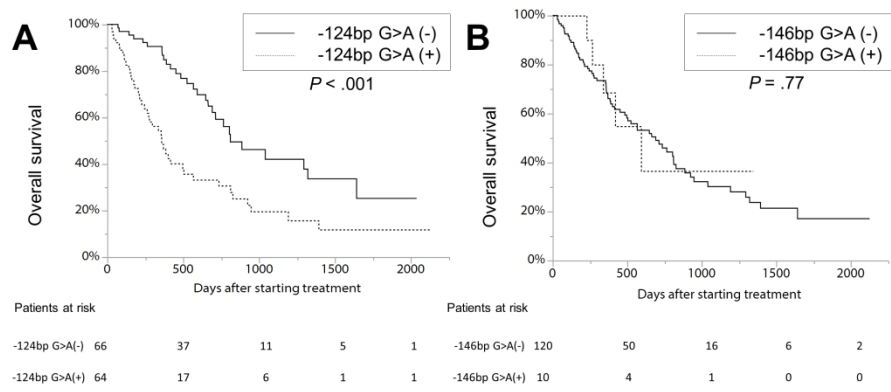 A
-124bp G>A (-)
-124bp G>A (+)
P < .001
100%
80%
60%
40%
20%
0%
Overall survival
0 500 1000 1500 2000
Days after starting treatment
Patients at risk
-124bp G>A(-) 66 37 11 5 1
-124bp G>A(+) 64 17 6 1 1
B
-146bp G>A (-)
-146bp G>A (+)
P = .77
100%
80%
60%
40%
20%
0%
Overall survival
0 500 1000 1500 2000
Days after starting treatment
Patients at risk
-146bp G>A(-) 120 50 16 6 2
-146bp G>A(+) 10 4 1 0 0